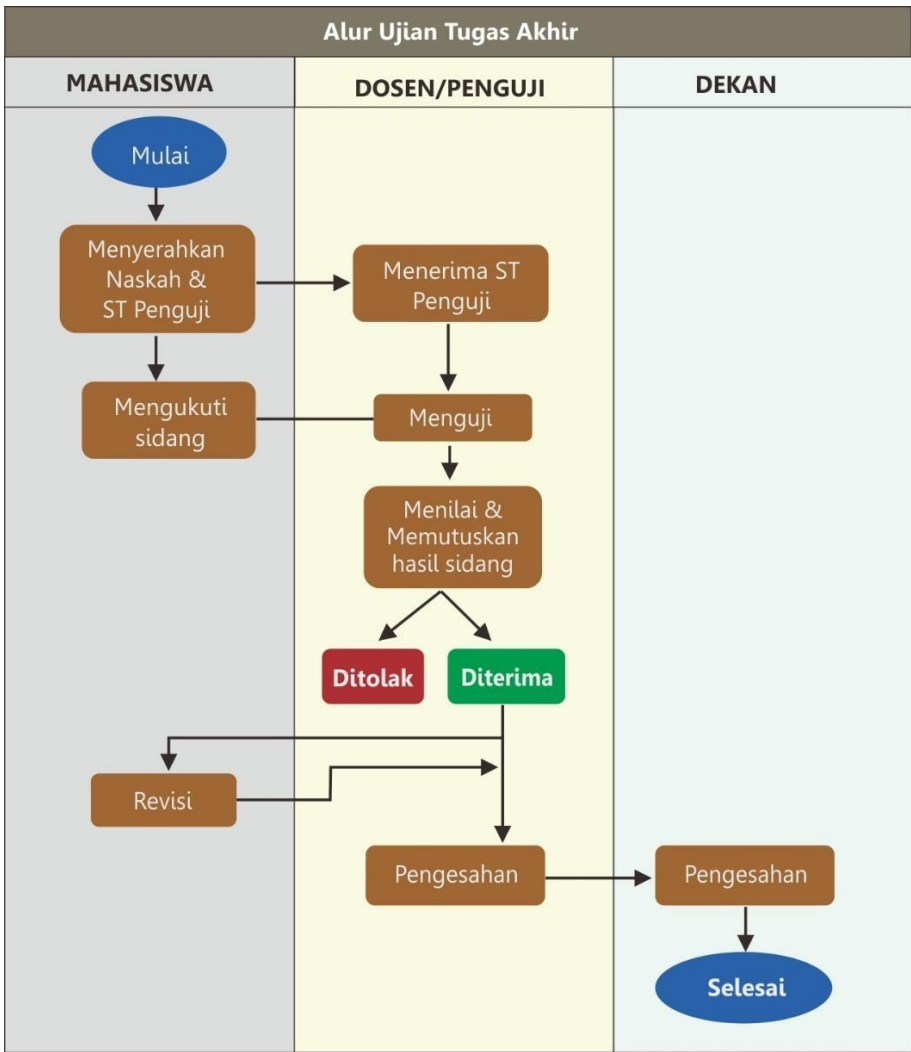 Alur Ujian Tugas Akhir
MAHASISWA
DOSEN/PENGUJI
DEKAN
Mulai
Menyerahkan
Naskah &
ST Penguji
Menerima ST
Penguji
Mengukuti
sidang
Menguji
Menilai &
Memutuskan
hasil sidang
Ditolak
Diterima
Revisi
Pengesahan
Pengesahan
Selesai